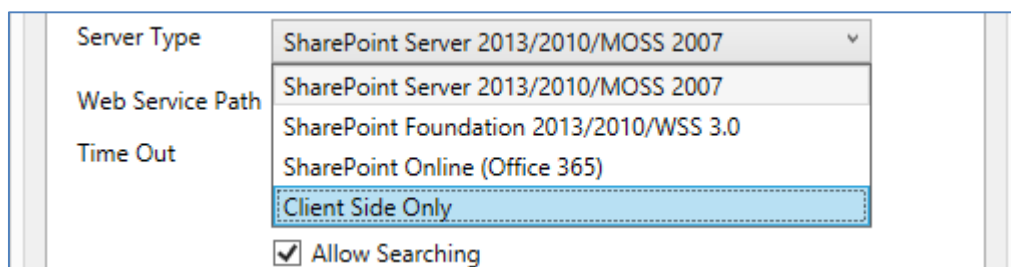 Server Type
SharePoint Server 2013/2010/MOSS 2007
SharePoint Server 2013/2010/MOSS 2007
Web Service Path
SharePoint Foundation 2013/2010/WSS 3.0
Time Out
SharePoint Online (Office 365)
Client Side Only
Allow Searching